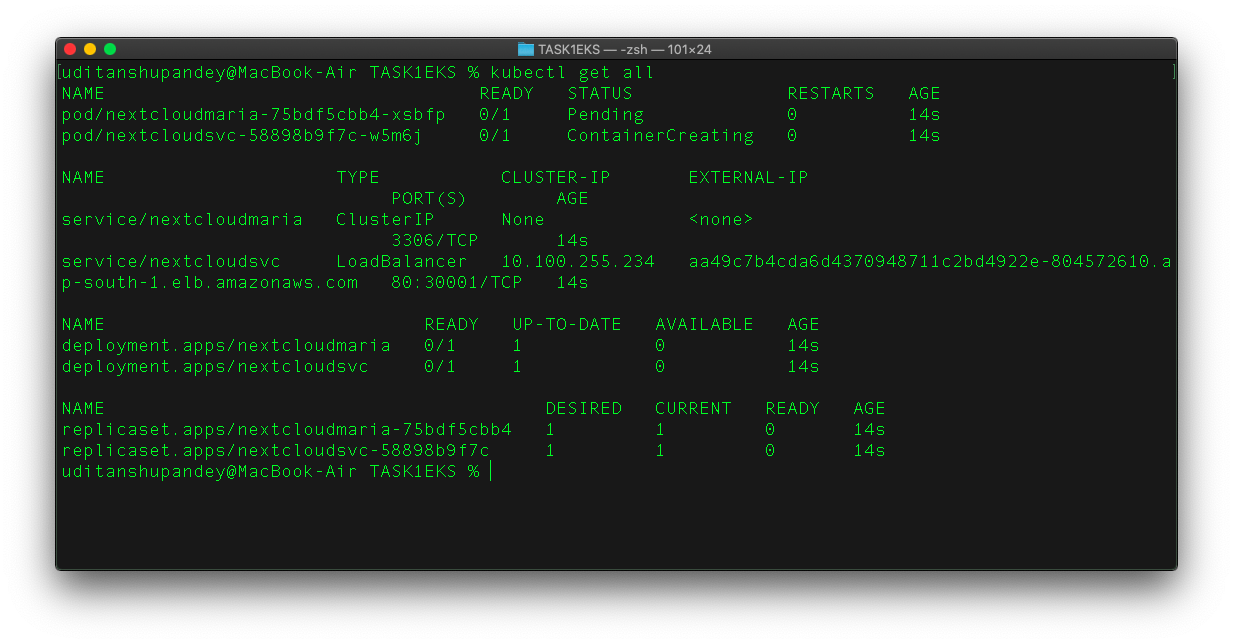 TASK1EKS — -zsh — 101×24
[uditanshupandey@MacBook-Air TASK1EKS % kubectl get all ]
NAME READY STATUS RESTARTS AGE
pod/nextcloudmaria-75bdf5cbb4-xsbfp 0/1 Pending 0 14s
pod/nextcloudsvc-58898b9f7c-w5m6j 0/1 ContainerCreating 0 14s
NAME TYPE CLUSTER-IP EXTERNAL-IP
PORT(S) AGE
service/nextcloudmaria ClusterIP None <none>
3306/TCP 14s
service/nextcloudsvc LoadBalancer 10.100.255.234 aa49c7b4cda6d4370948711c2bd4922e-804572610.a
p-south-1.elb.amazonaws.com 80:30001/TCP 14s
NAME READY UP-TO-DATE AVAILABLE AGE
deployment.apps/nextcloudmaria 0/1 1 0 14s
deployment.apps/nextcloudsvc 0/1 1 0 14s
NAME DESIRED CURRENT READY AGE
replicaset.apps/nextcloudmaria-75bdf5cbb4 1 1 0 14s
replicaset.apps/nextcloudsvc-58898b9f7c 1 1 0 14s
uditanshupandey@MacBook-Air TASK1EKS %